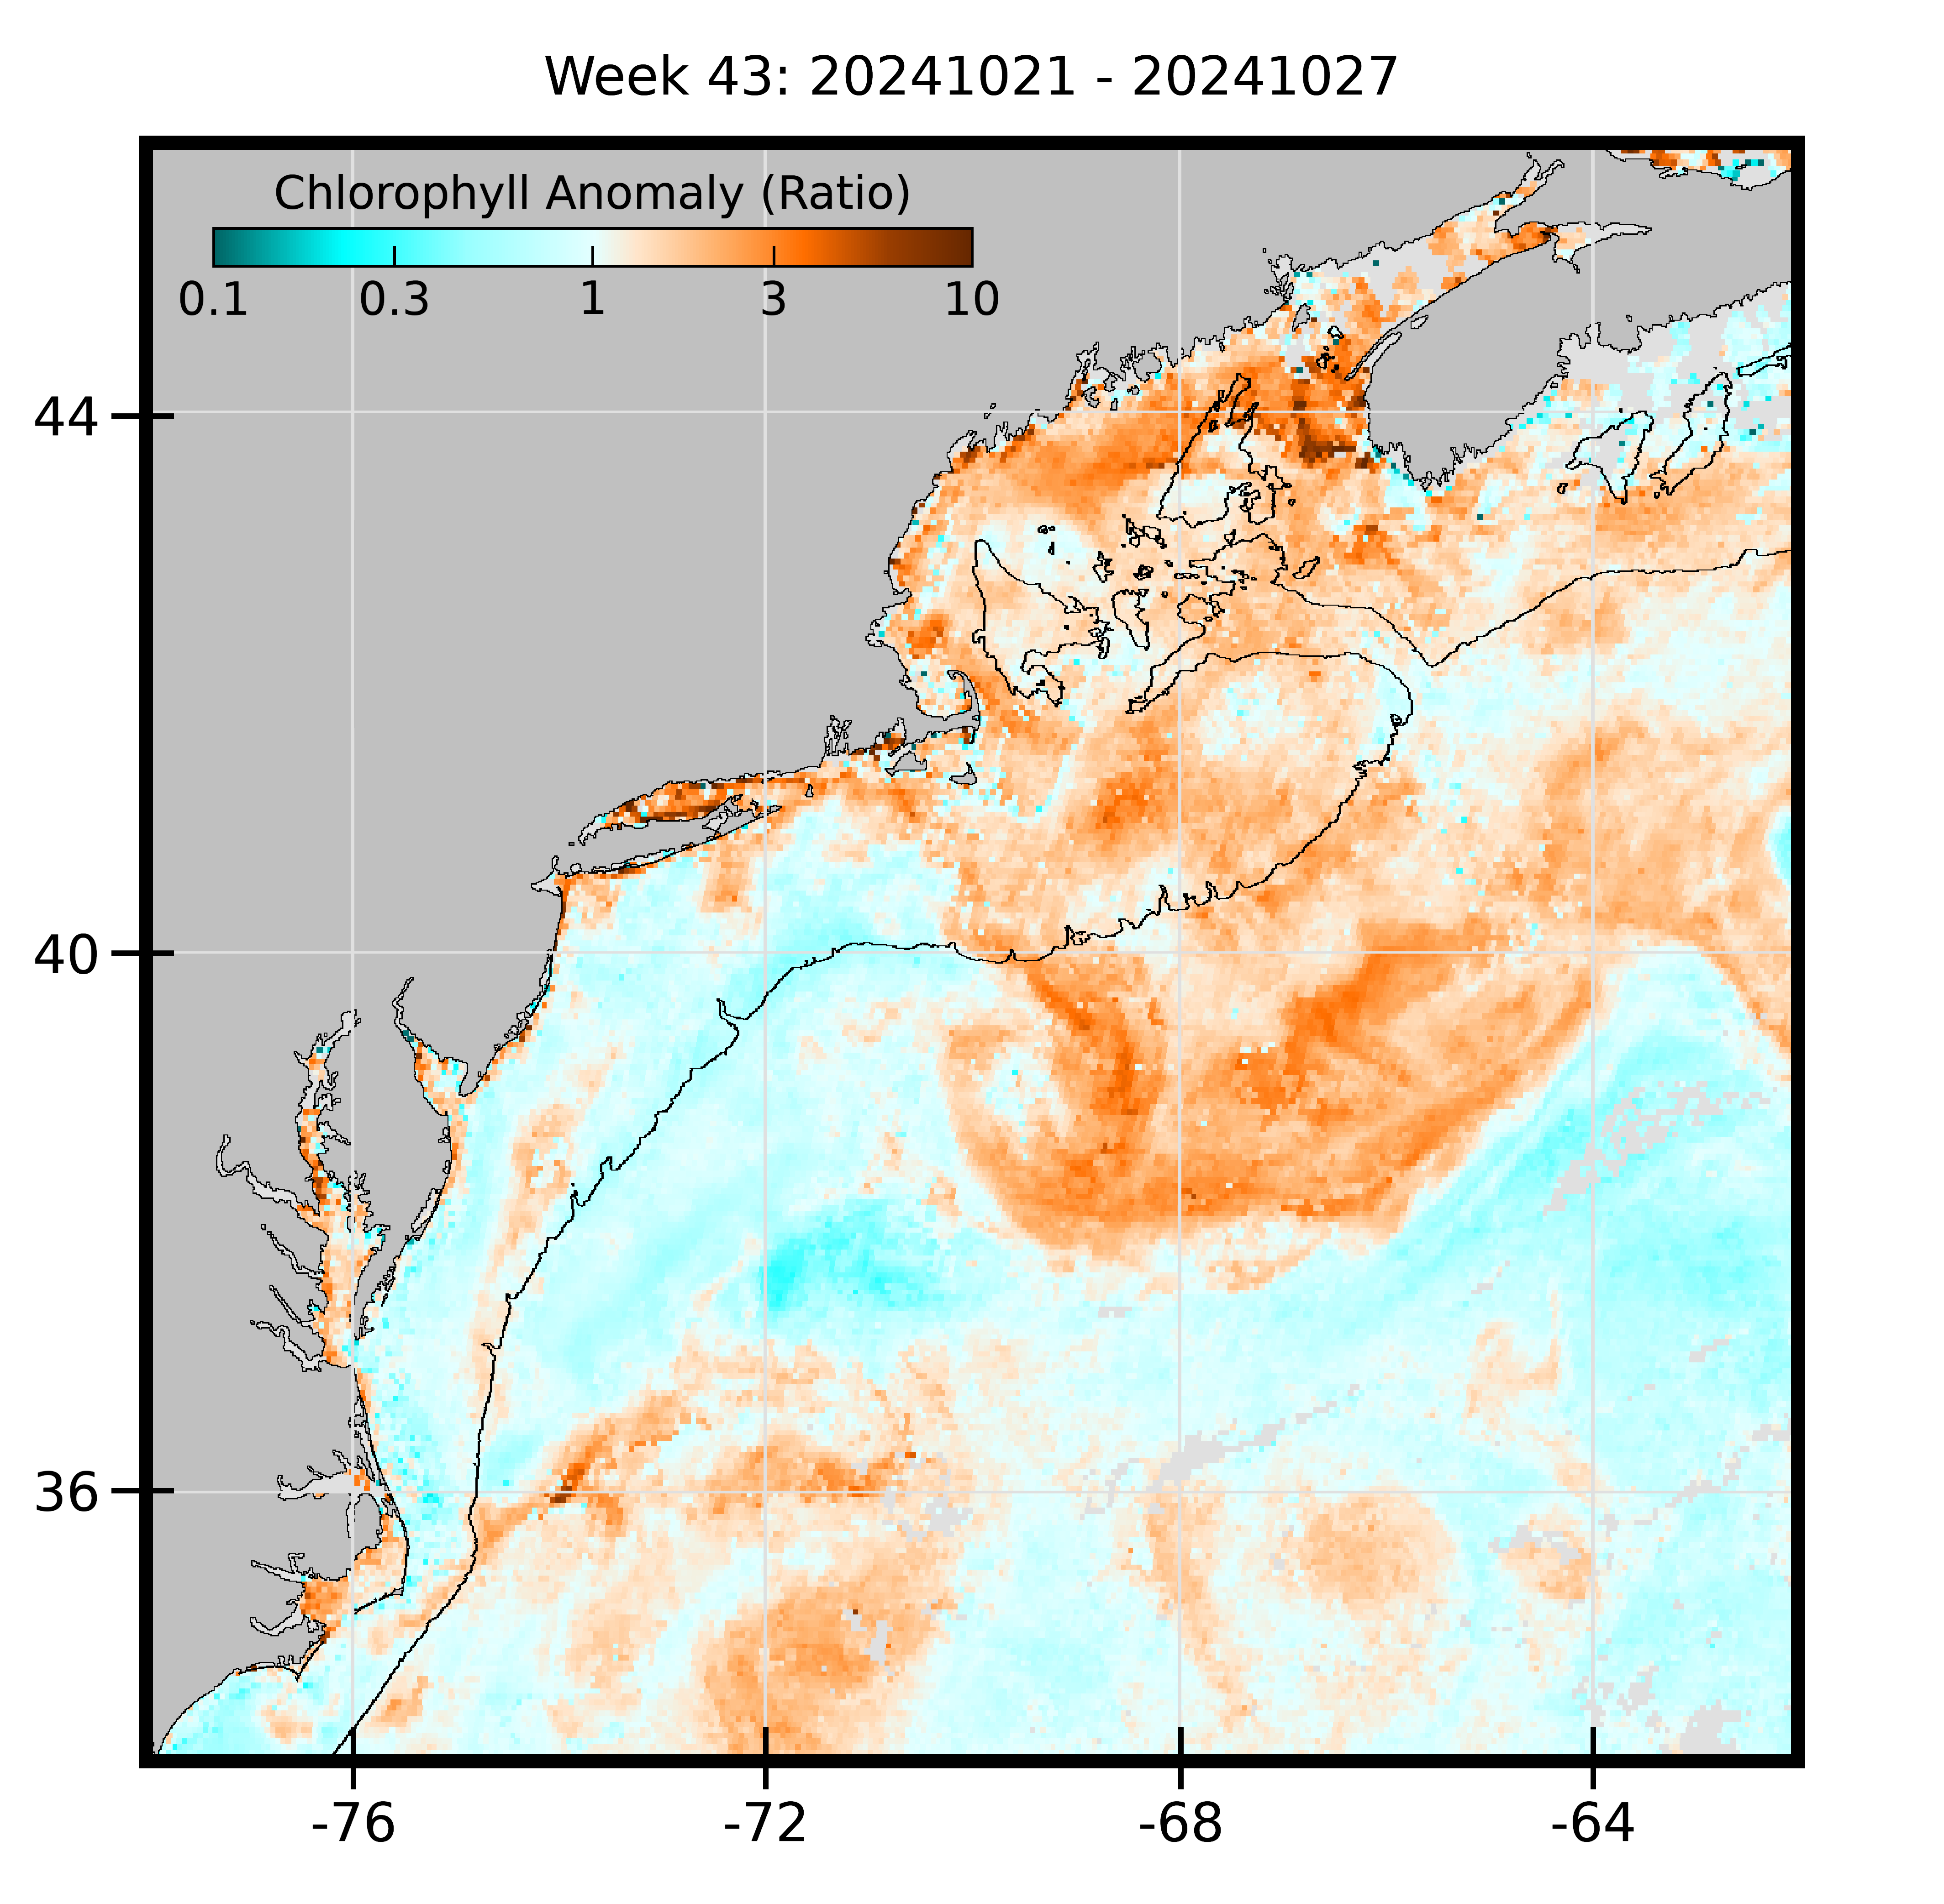 Week 43: 20241021 - 20241027
Chlorophyll Anomaly (Ratio)
0.1 0.3 1 3 10
44
40
36
-76 -72 -68 -64